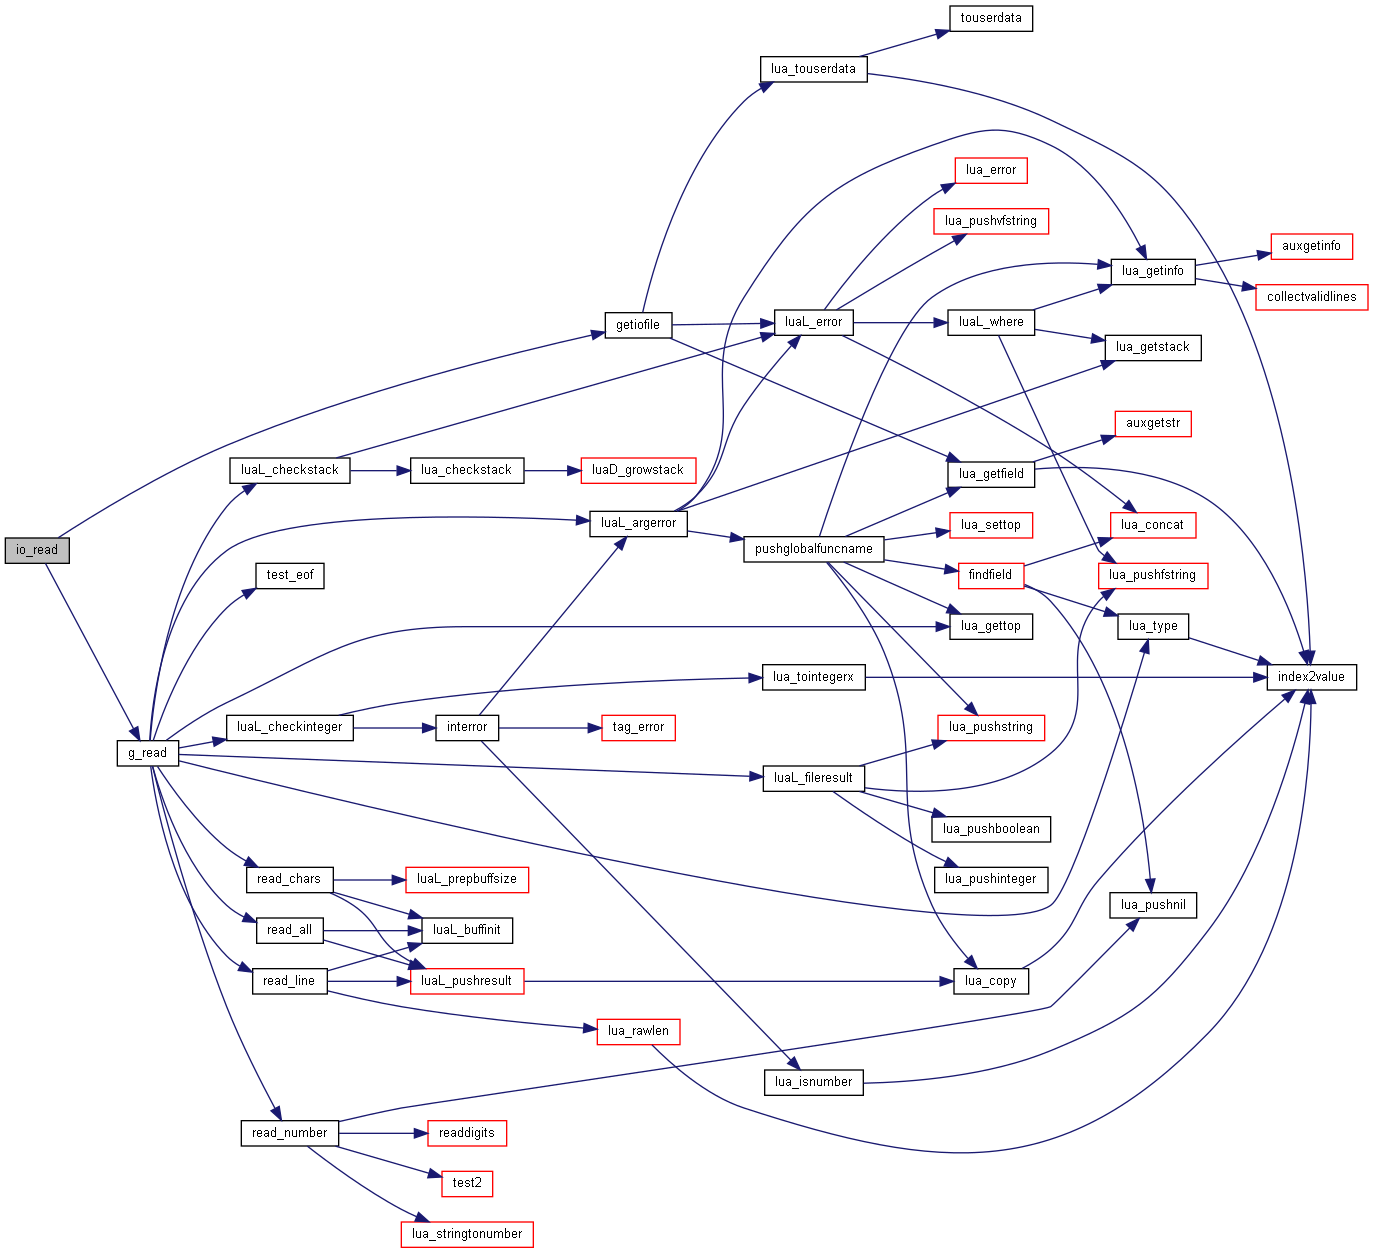 touserdata
lua_touserdata
lua_error
lua_pushvfstring
auxgetinfo
lua_getinfo
collectvalidlines
getiofile
luaL_error
luaL_where
lua_getstack
auxgetstr
luaL_checkstack
lua_checkstack
luaD_growstack
lua_getfield
luaL_argerror
lua_settop
lua_concat
io_read
pushglobalfuncname
test_eof
findfield
lua_pushfstring
lua_gettop
lua_type
lua_tointegerx
index2value
luaL_checkinteger
interror
tag_error
lua_pushstring
g_read
luaL_fileresult
lua_pushboolean
read_chars
luaL_prepbuffsize
lua_pushinteger
lua_pushnil
read_all
luaL_buffinit
read_line
luaL_pushresult
lua_copy
lua_rawlen
lua_isnumber
read_number
readdigits
test2
lua_stringtonumber